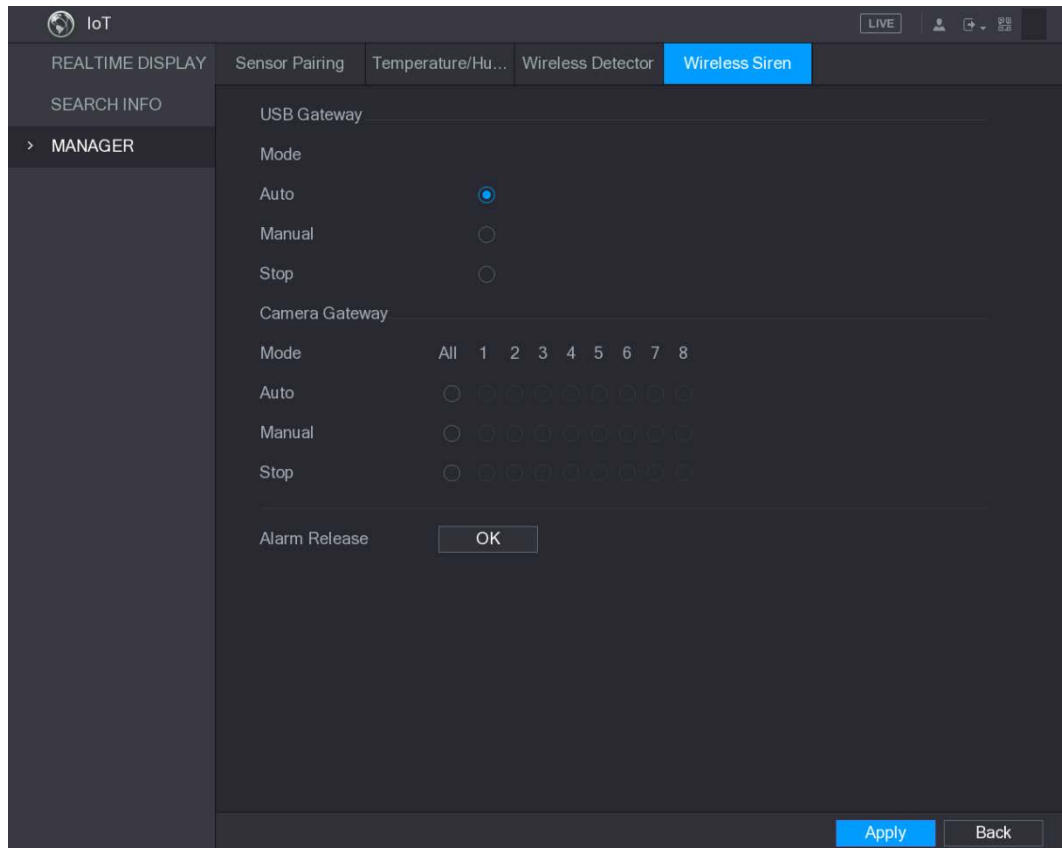 IoT
LIVE
REALTIME DISPLAY
SEARCH INFO
MANAGER
Sensor Pairing Temperature/Hu... Wireless Detector Wireless Siren
USB Gateway
Mode
Auto
Manual
Stop
Camera Gateway
Mode All 1 2 3 4 5 6 7 8
Auto
Manual
Stop
Alarm Release OK
Apply Back